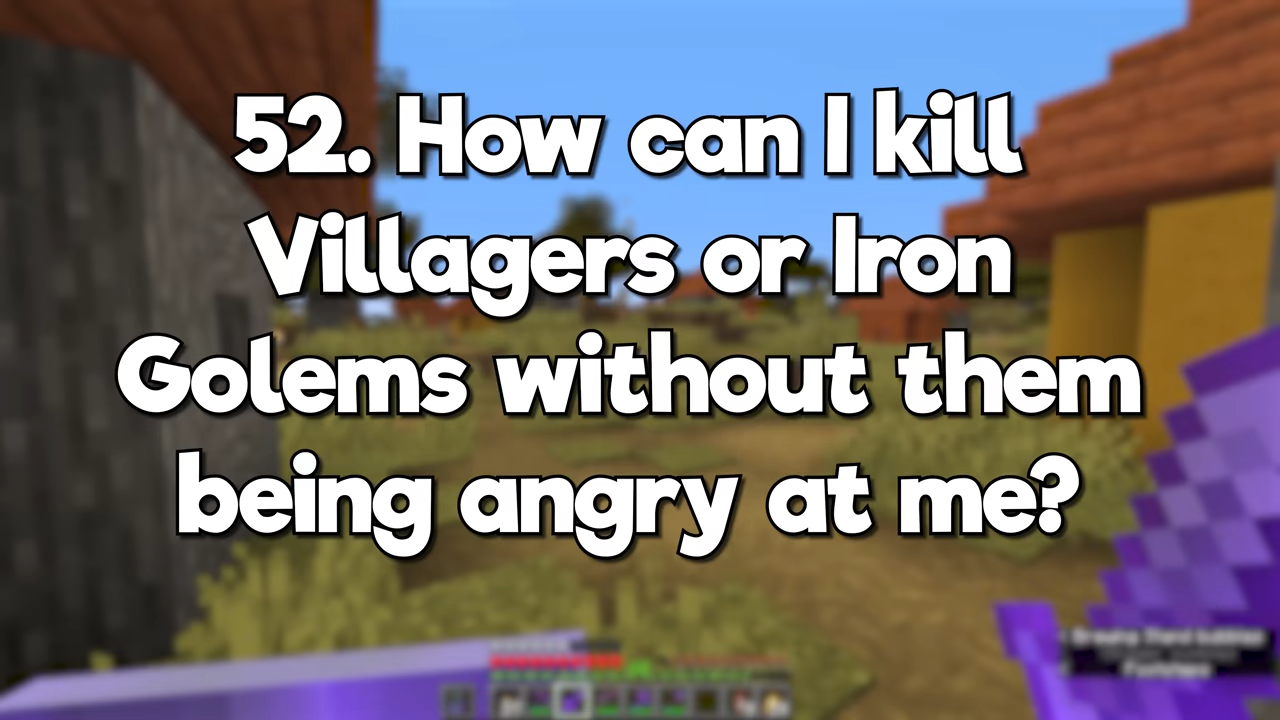 52. How can I kill
Villagers or Iron
Golems without them
being angry at me?